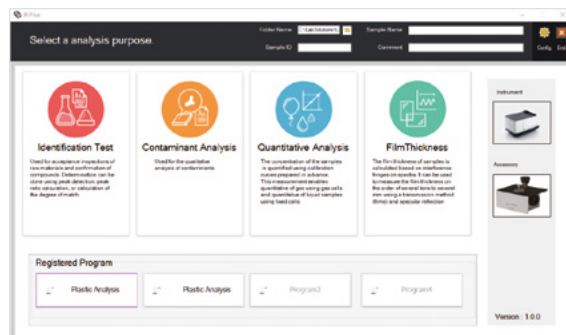 IR Pilot
Select a analysis purpose.
Folder Name
Sample Name
Sample ID
Comment
Config
End
Identification Test
Used for acceptance inspections of
raw materials and confirmation of
compounds. Determination can be
done using peak detection, peak
ratio calculation, or calculation of
the degree of match.
Contaminant Analysis
Used for the qualitative
analysis of contaminants.
Quantitative Analysis
The concentration of the samples
is quantified using calibration
curves prepared in advance.
This measurement enables
quantitative of gas using gas cells
and quantitative of liquid samples
using fixed cells.
FilmThickness
The film thickness of samples is
calculated based on interference
fringes on spectra. It can be used
to measure the film thickness on
the order of several tens to several
mm using a transmission method
(films) and specular reflection
Instrument
Accessory
Registered Program
Plastic Analysis
Plastic Analysis
Program3
Program4
Version : 1.0.0